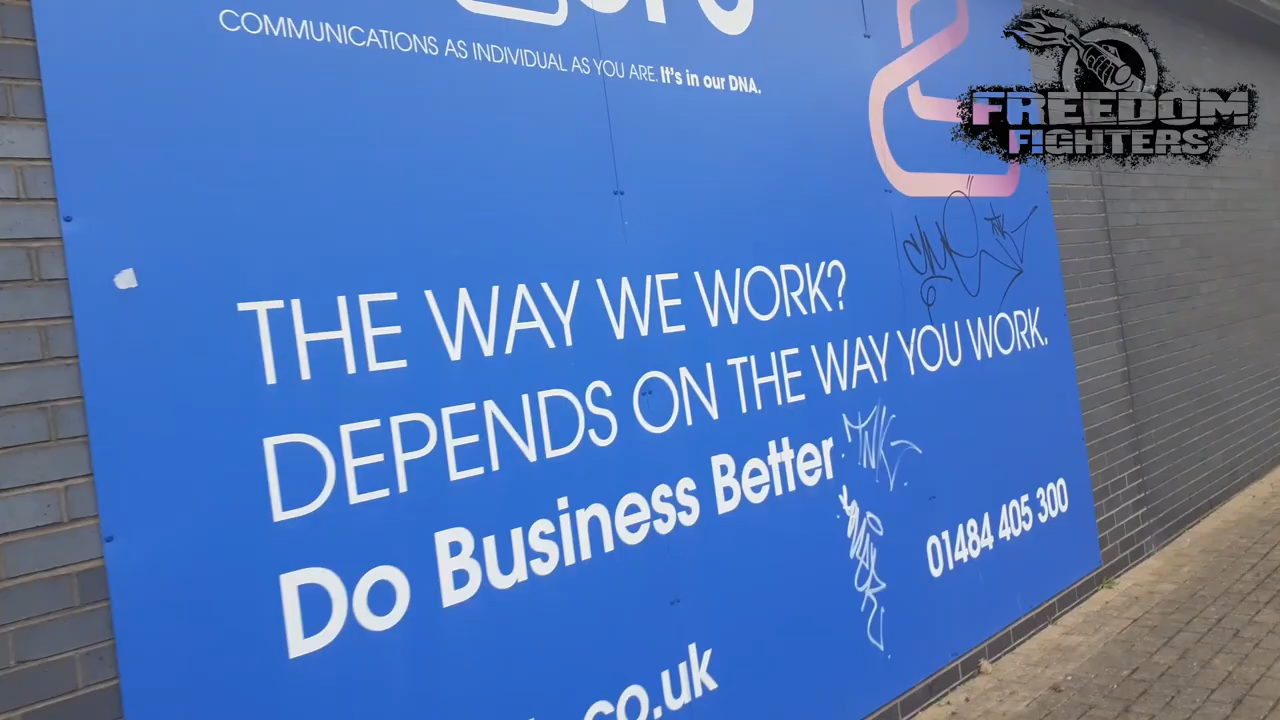 COMMUNICATIONS AS INDIVIDUAL AS YOU ARE. It's in our DNA.
FREEDOM
FIGHTERS
THE WAY WE WORK?
DEPENDS ON THE WAY YOU WORK.
Do Business Better
TNK
01484 405 300
.co.uk